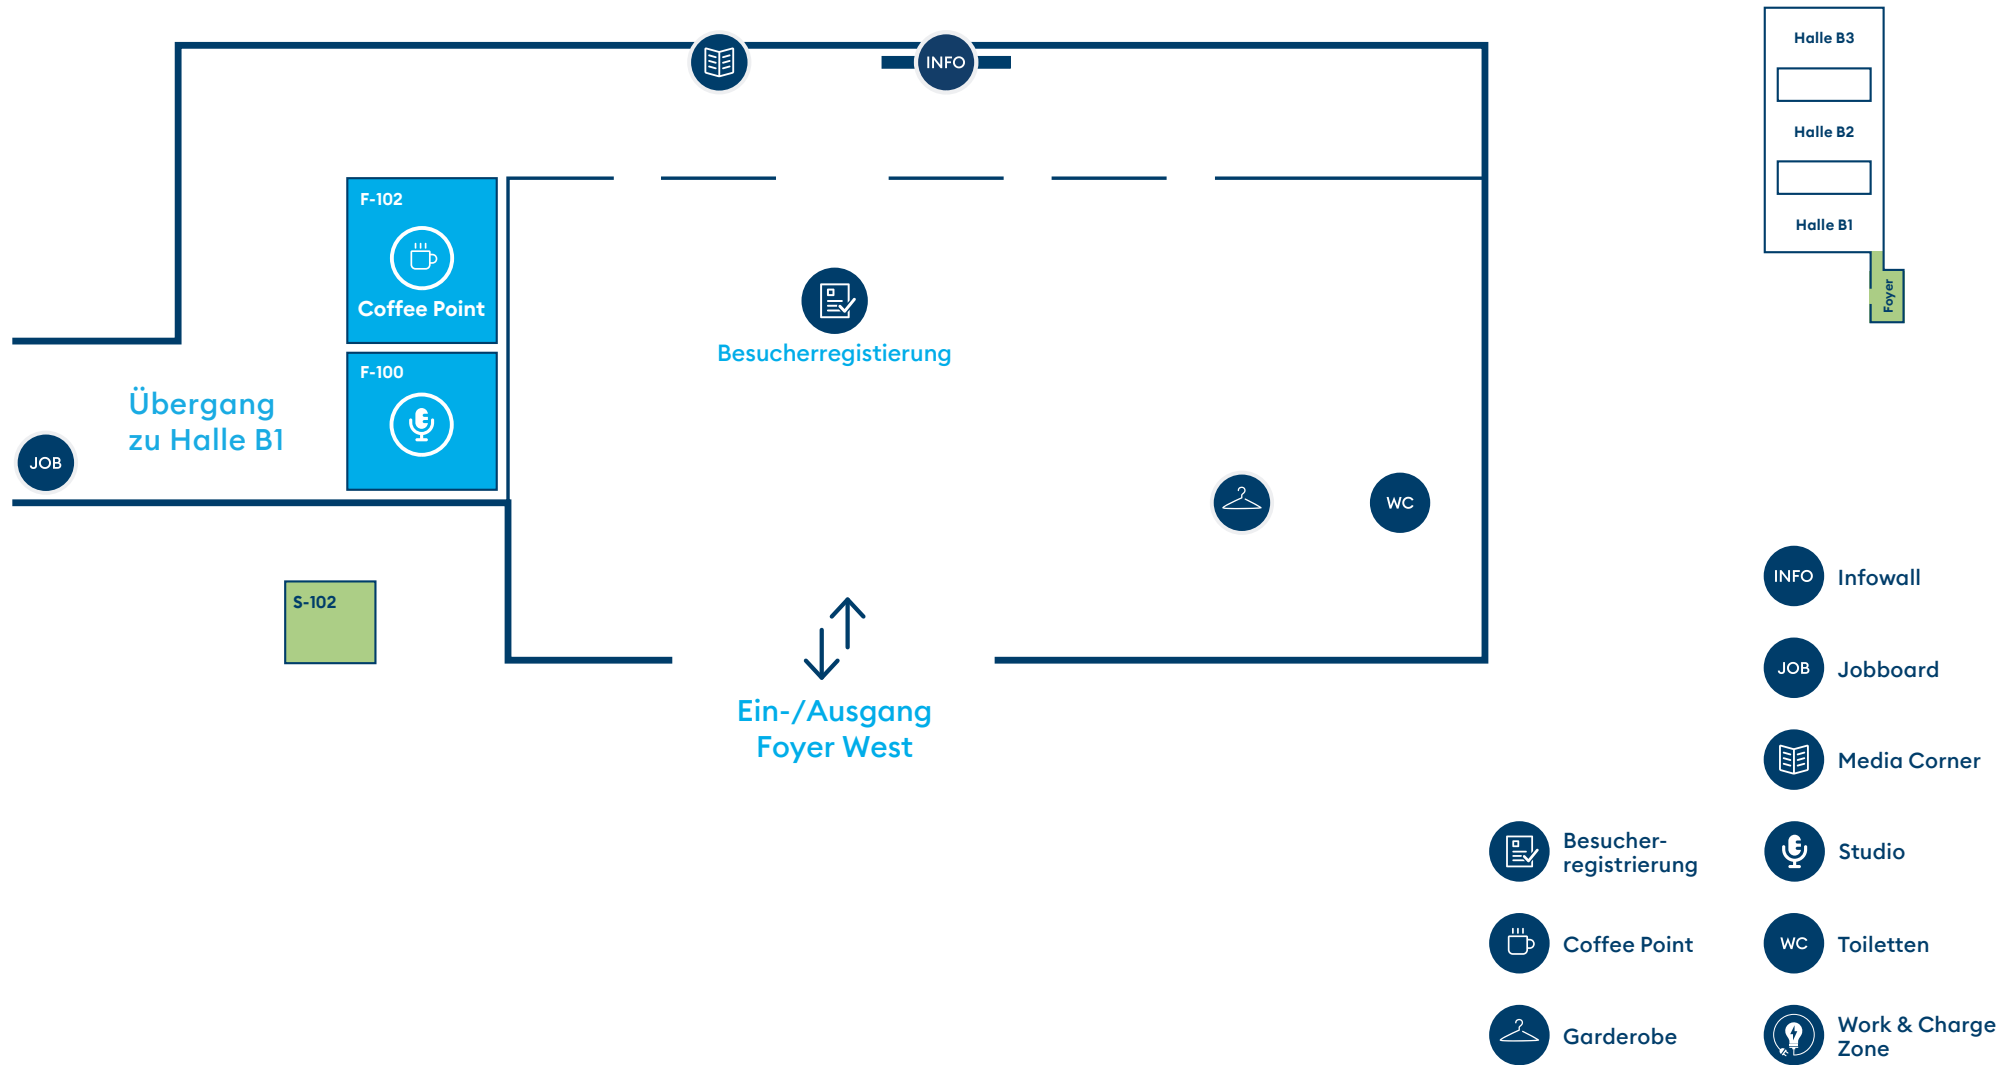 INFO
Halle B3
Halle B2
Halle B1
Foyer
F-102
Coffee Point
Besucherregistierung
F-100
Übergang
zu Halle B1
JOB
WC
S-102
Ein-/Ausgang
Foyer West
INFO Infowall
JOB Jobboard
Media Corner
Besucher-
registrierung
Studio
Coffee Point
WC Toiletten
Garderobe
Work & Charge
Zone